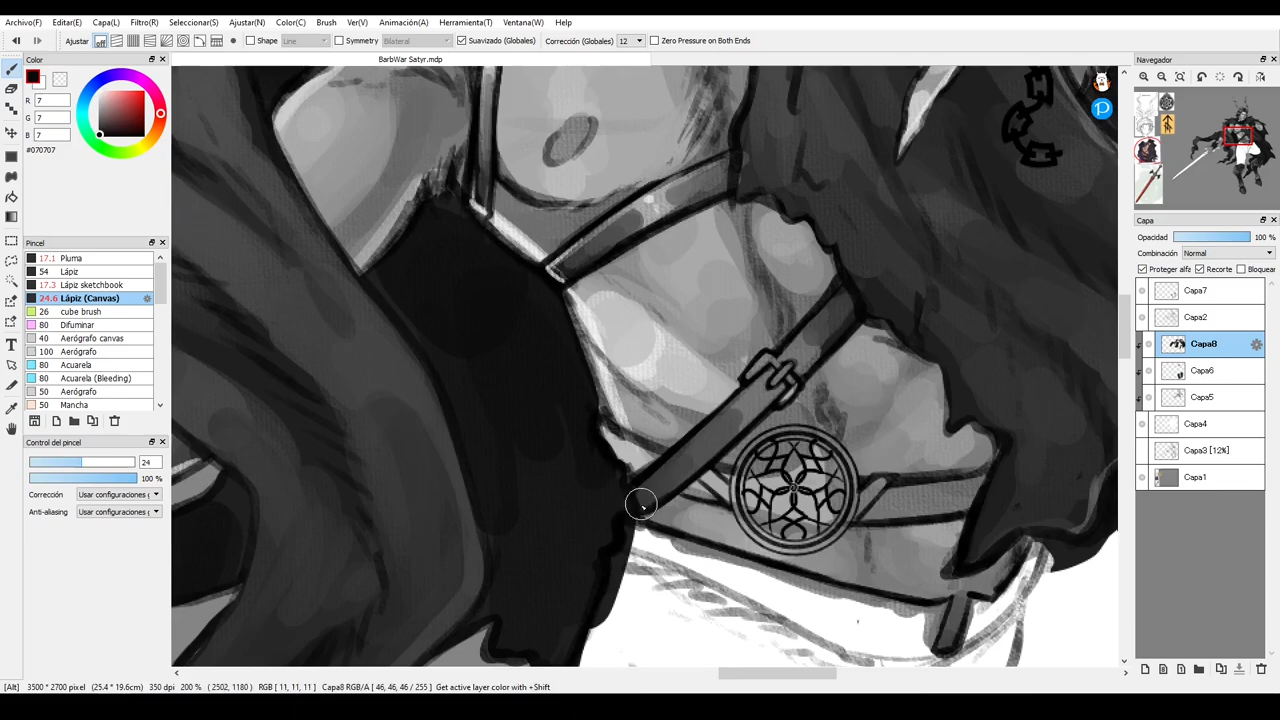 Archivo(F) Editar(E) Capa(L) Filtro(R) Seleccionar(S) Ajustar(N) Color(C) Brush Ver(V) Animación(A) Herramienta(T) Ventana(W) Help
Ajustar off Shape Line Symmetry Bilateral Suavizado (Globales) Corrección (Globales) 12 Zero Pressure on Both Ends
BarbWar Satyr.mdp
Color
R 7
G 7
B 7
#070707
Pincel
17.1 Pluma
54 Lápiz
17.3 Lápiz sketchbook
24.6 Lápiz (Canvas)
26 cube brush
80 Difuminar
40 Aerógrafo canvas
100 Aerógrafo
80 Acuarela
80 Acuarela (Bleeding)
50 Aerógrafo
50 Mancha
Control del pincel
24
100 %
Corrección Usar configuraciones
Anti-aliasing Usar configuraciones
Navegador
Capa
Opacidad 100 %
Combinación Normal
Proteger alfa Recorte Bloquear
Capa7
Capa2
Capa8
Capa6
Capa5
Capa4
Capa3 [12%]
Capa1
[Alt] 3500 * 2700 pixel (25.4 * 19.6cm) 350 dpi 200 % ( 2502, 1180 ) RGB [ 11, 11, 11 ] Capa8 RGB/A [ 46, 46, 46 / 255 ] Get active layer color with +Shift